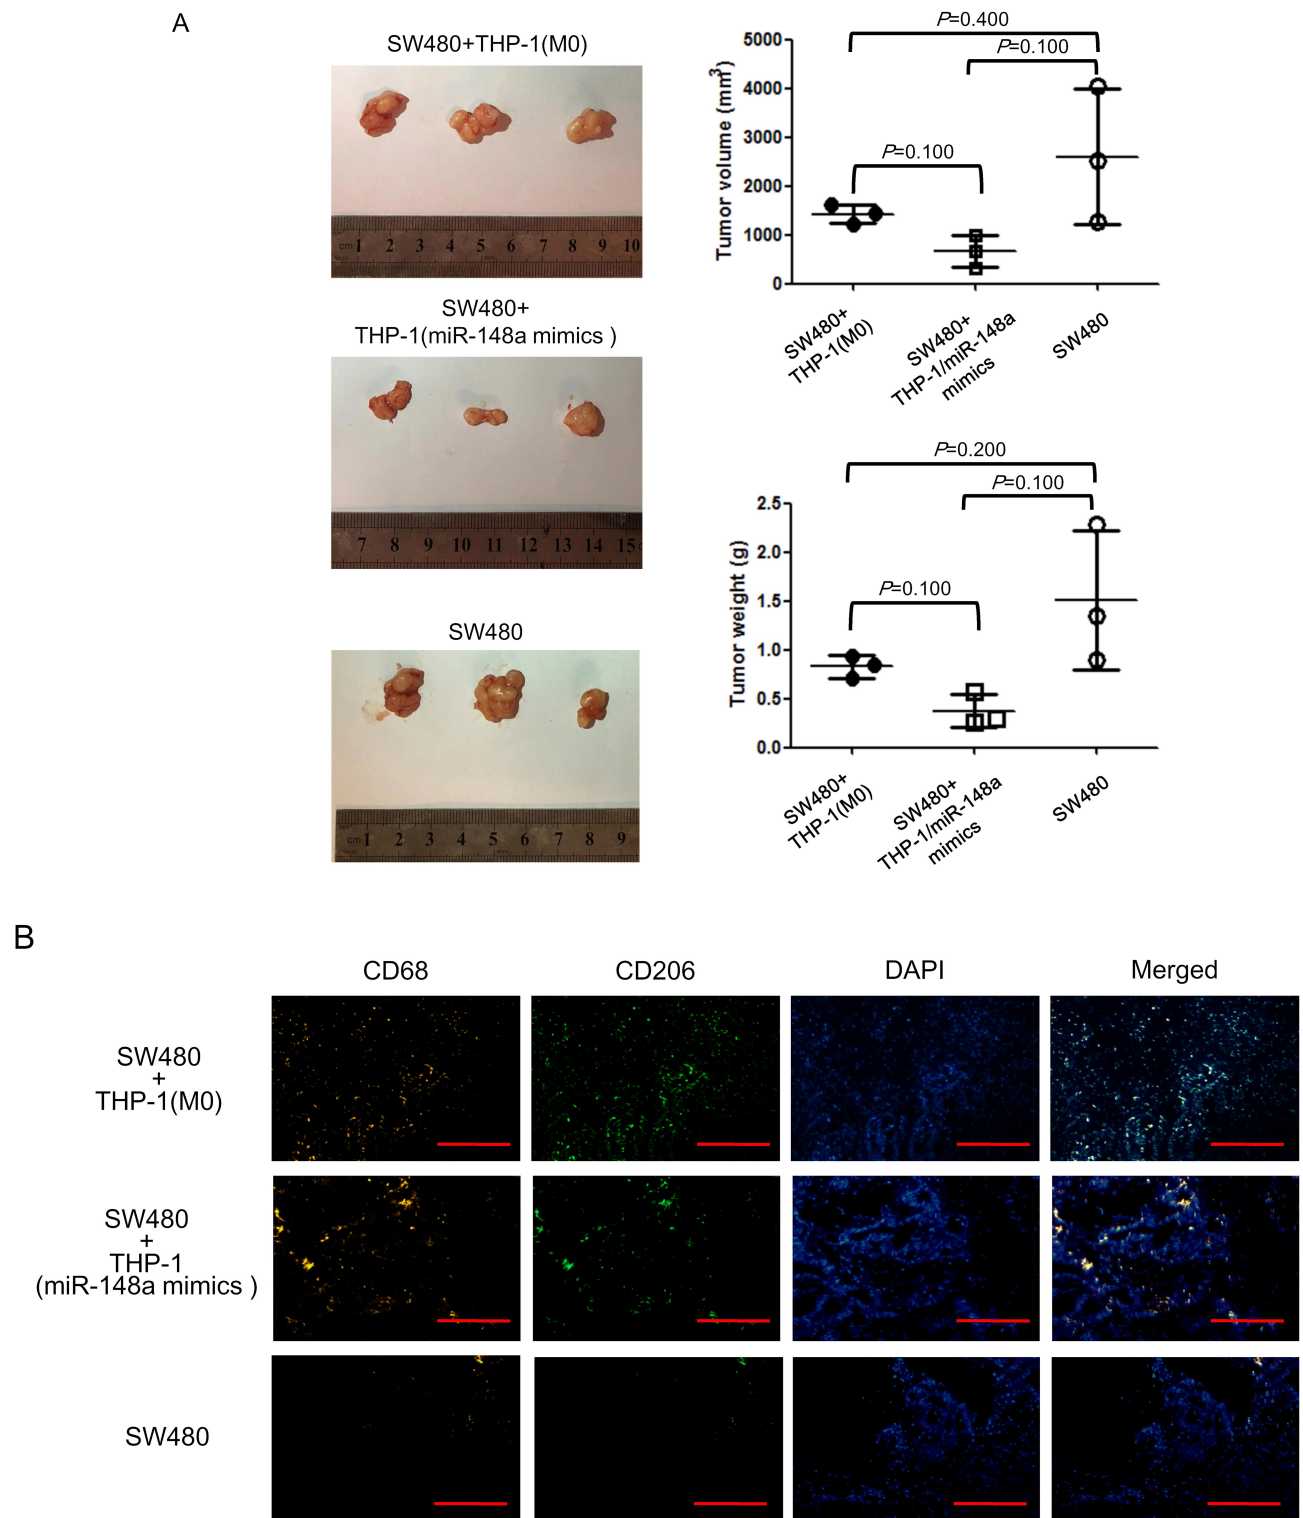 A
SW480+THP-1(M0)
cm 1 2 3 4 5 6 7 8 9 10
SW480+
THP-1(miR-148a mimics )
7 8 9 10 11 12 13 14 15
SW480
cm 1 2 3 4 5 6 7 8 9
P=0.400
P=0.100
P=0.100
Tumor volume (mm3)
5000
4000
3000
2000
1000
0
SW480+
THP-1(M0)
SW480+
THP-1/miR-148a
mimics
SW480
P=0.200
P=0.100
P=0.100
Tumor weight (g)
2.5
2.0
1.5
1.0
0.5
0.0
SW480+
THP-1(M0)
SW480+
THP-1/miR-148a
mimics
SW480
B
CD68 CD206 DAPI Merged
SW480
+
THP-1(M0)
SW480
+
THP-1
(miR-148a mimics )
SW480